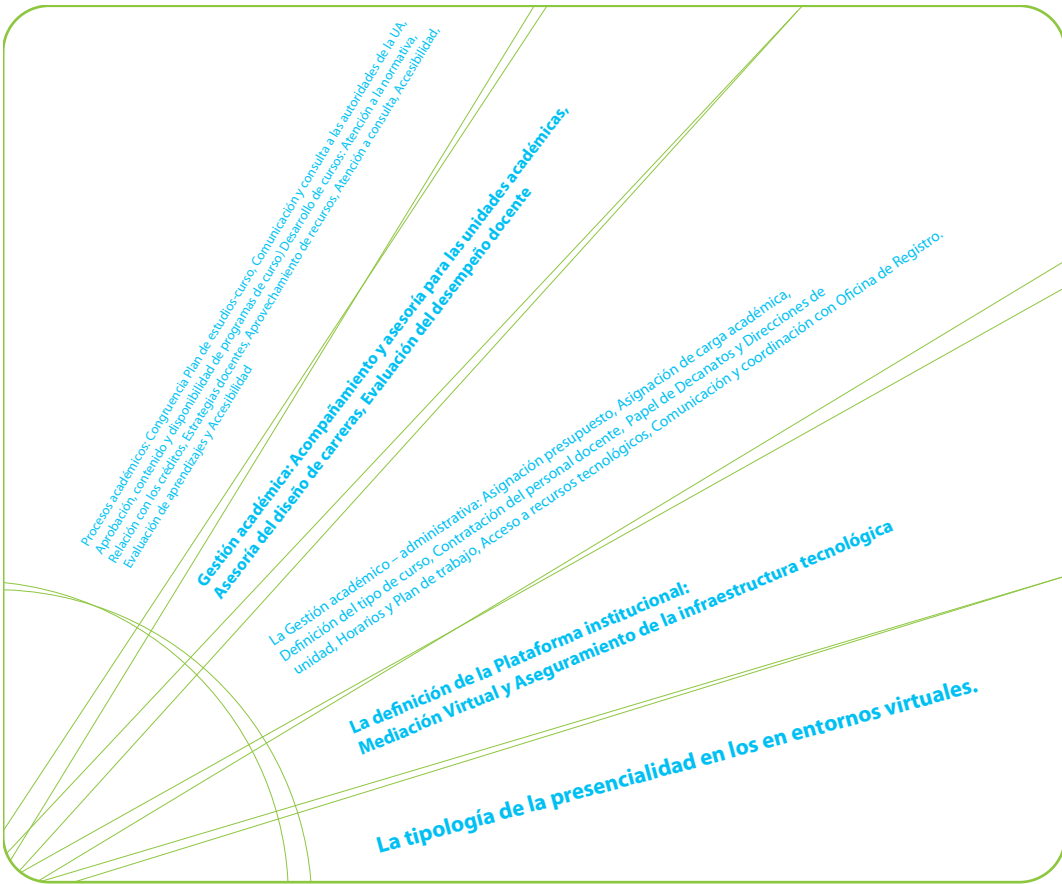 Procesos académicos: Congruencia Plan de estudios-curso, Comunicación y consulta a las autoridades de la UA,
Aprobación, contenido y disponibilidad de programas de curso) Desarrollo de cursos: Atención a la normativa,
Relación con los créditos, Estrategias docentes, Aprovechamiento de recursos, Atención a consulta, Accesibilidad,
Evaluación de aprendizajes y Accesibilidad
Gestión académica: Acompañamiento y asesoría para las unidades académicas,
Asesoría del diseño de carreras, Evaluación del desempeño docente
La Gestión académico – administrativa: Asignación presupuesto, Asignación de carga académica,
Definición del tipo de curso, Contratación del personal docente, Papel de Decanatos y Direcciones de
unidad, Horarios y Plan de trabajo, Acceso a recursos tecnológicos, Comunicación y coordinación con Oficina de Registro.
La definición de la Plataforma institucional:
Mediación Virtual y Aseguramiento de la infraestructura tecnológica
La tipología de la presencialidad en los en entornos virtuales.